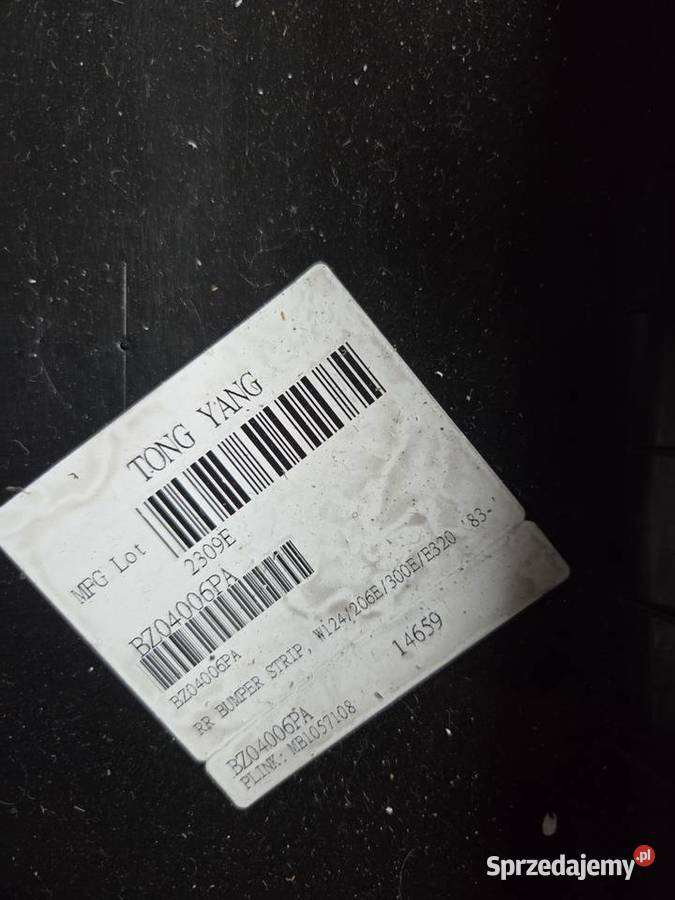 TONG YANG
MFG Lot
2309E
BZ04006PA
BZ04006PA
RR BUMPER STRIP, W124/206E/300E/E320 '83-'
14659
BZ04006PA
PLINK: MB1057108
Sprzedajemy.pl